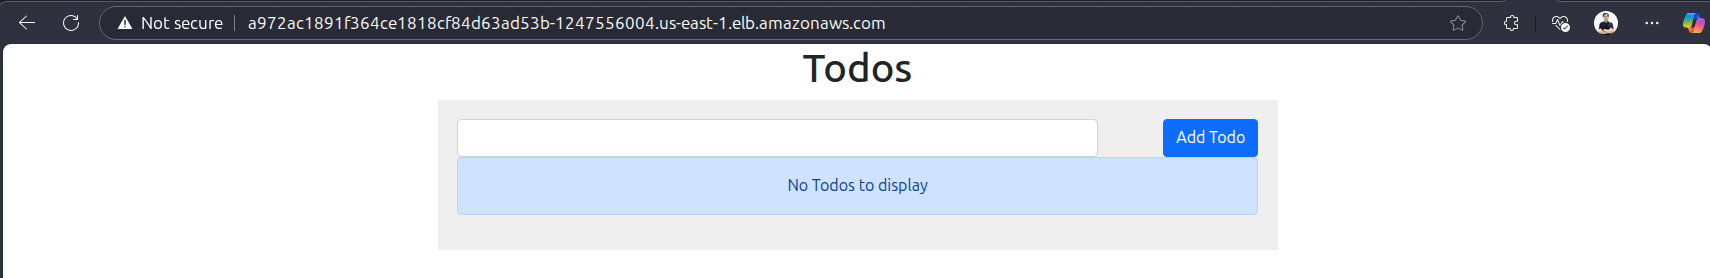 Not secure a972ac1891f364ce1818cf84d63ad53b-1247556004.us-east-1.elb.amazonaws.com
Todos
Add Todo
No Todos to display